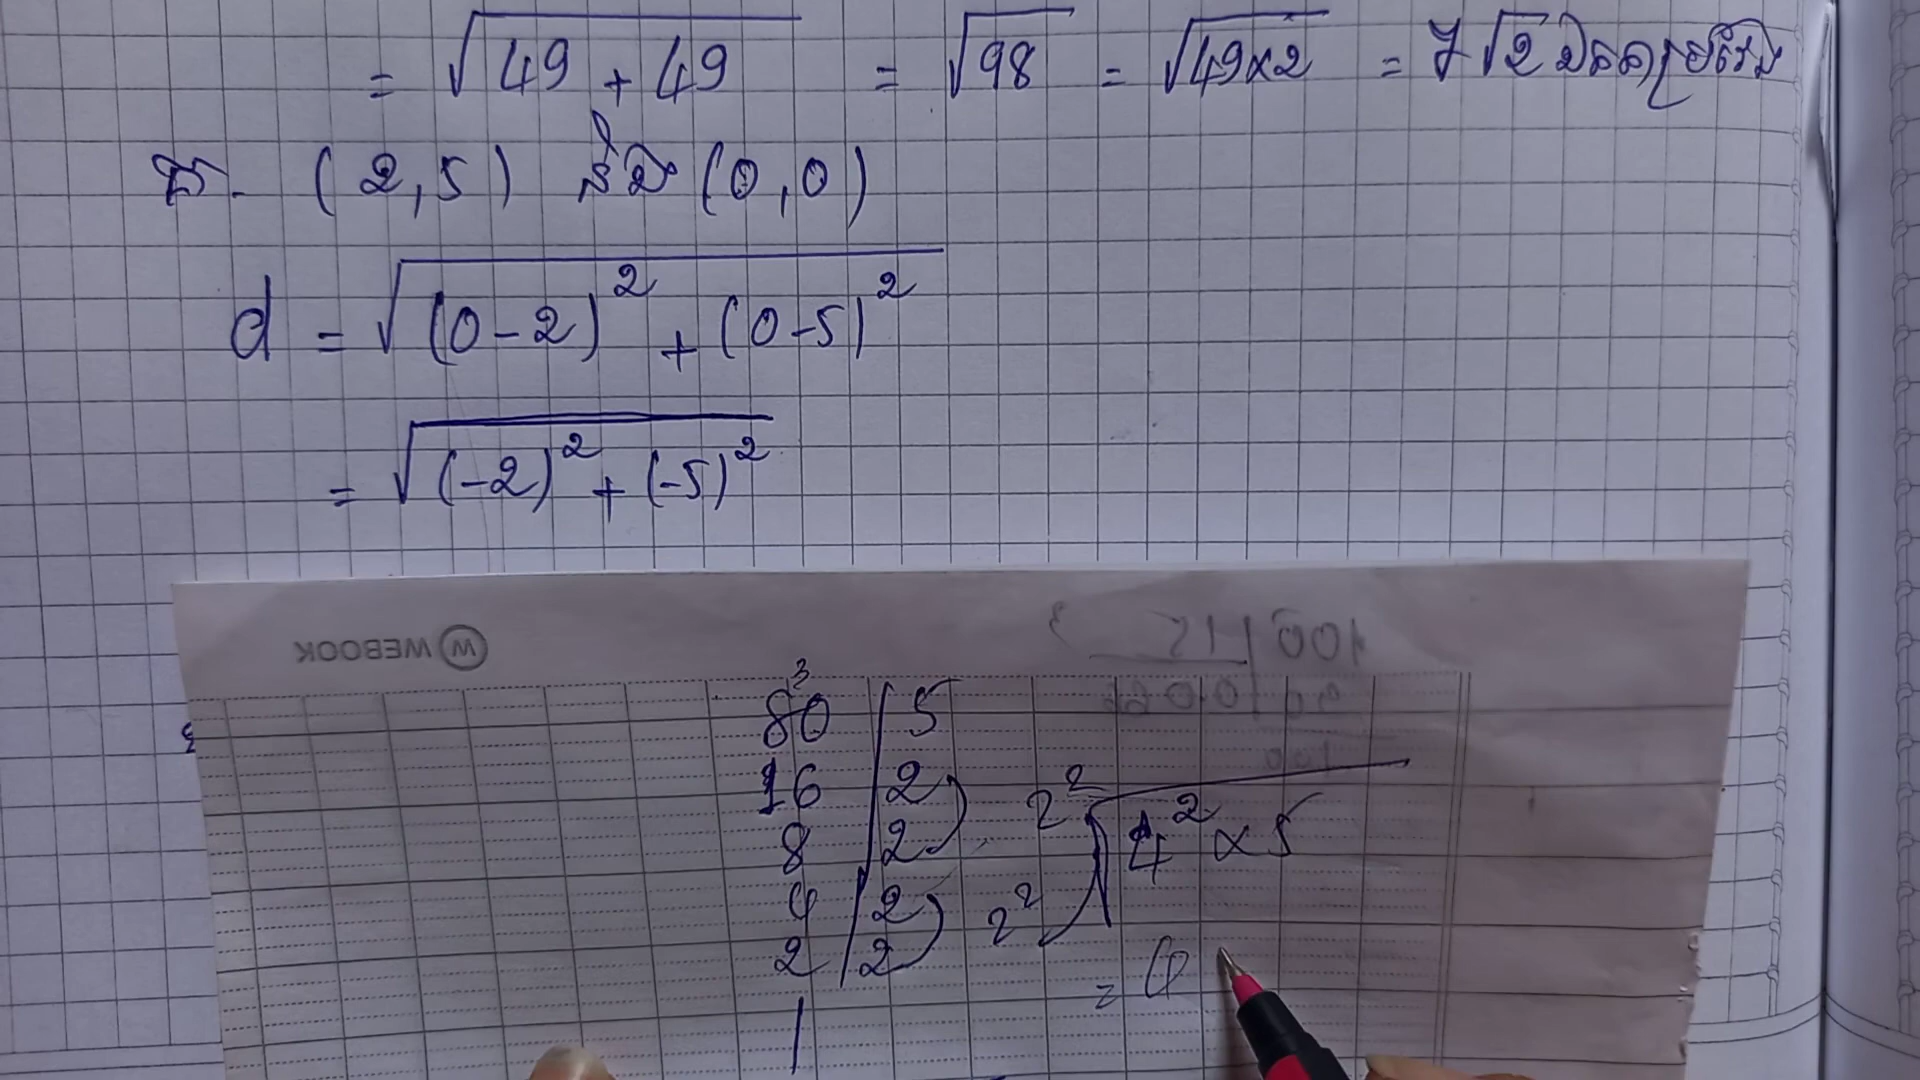 = √49 + 49 = √98 = √49×2 = 7√2 ឯកតាប្រវែង
(2,5) និង (0,0)
d = √(0-2)² + (0-5)²
= √(-2)² + (-5)²
WEBOOK
80 | 5
16 | 2
8 | 2 2² √4² × 5
4 | 2 2²
2 | 2 = 4
1